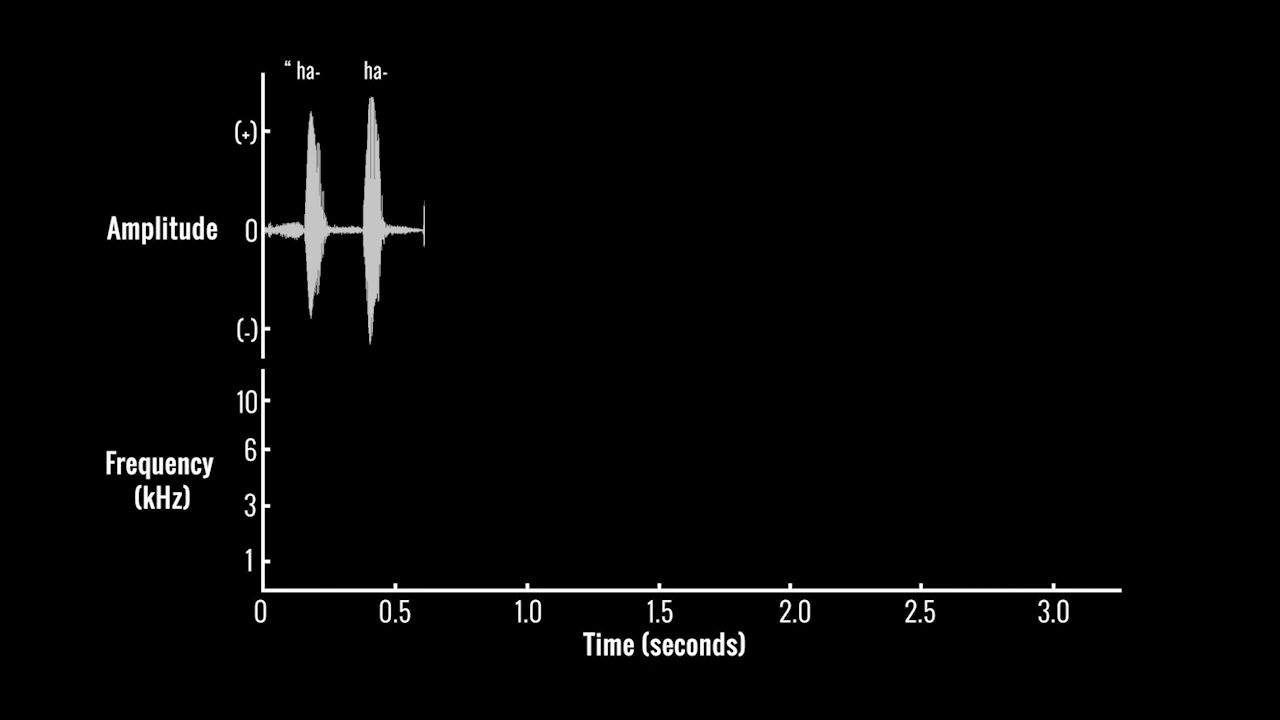 “ ha- ha-
(+)
Amplitude 0
(-)
10
6
Frequency
(kHz)
3
1
0 0.5 1.0 1.5 2.0 2.5 3.0
Time (seconds)